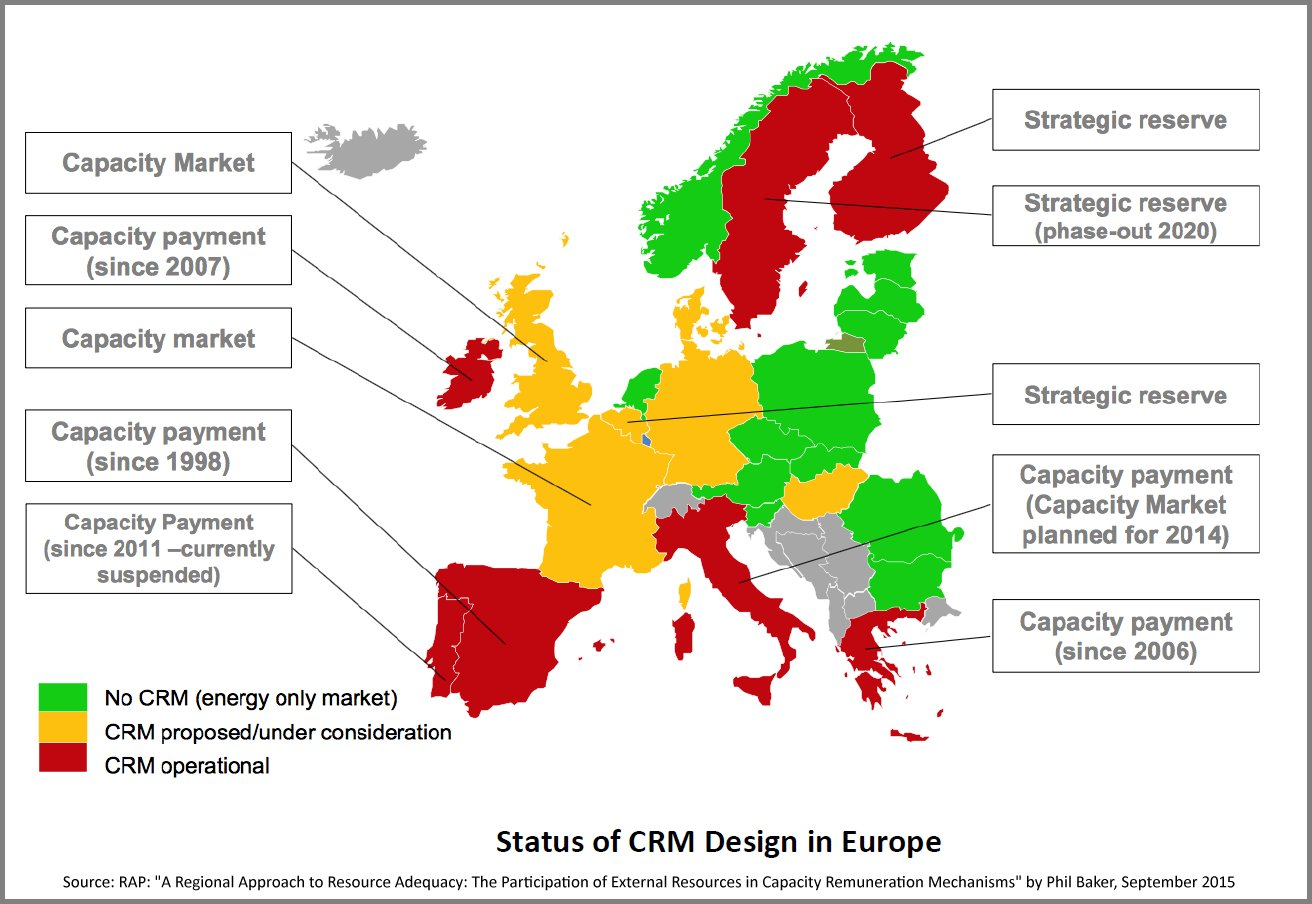 Capacity Market
Capacity payment
(since 2007)
Capacity market
Capacity payment
(since 1998)
Capacity Payment
(since 2011 –currently
suspended)
Strategic reserve
Strategic reserve
(phase-out 2020)
Strategic reserve
Capacity payment
(Capacity Market
planned for 2014)
Capacity payment
(since 2006)
No CRM (energy only market)
CRM proposed/under consideration
CRM operational
Status of CRM Design in Europe
Source: RAP: "A Regional Approach to Resource Adequacy: The Participation of External Resources in Capacity Remuneration Mechanisms" by Phil Baker, September 2015